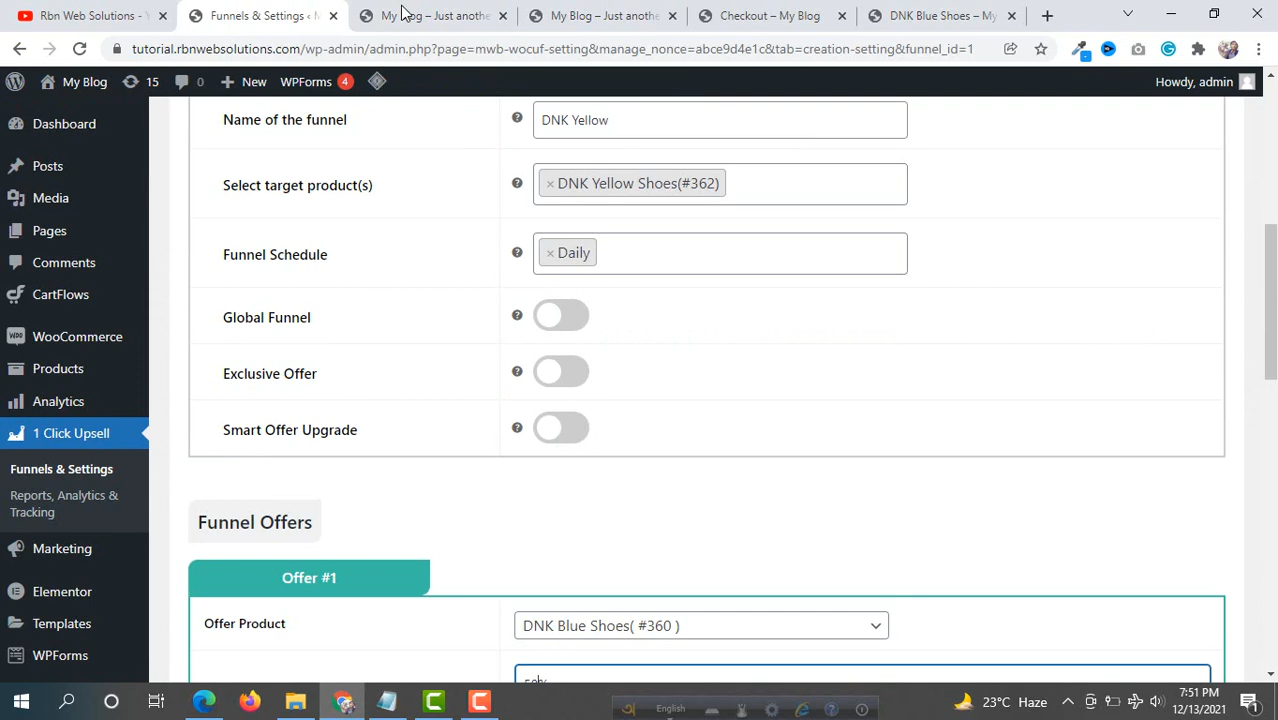 Rbn Web Solutions - Y
Funnels & Settings ‹ M
My Blog – Just anothe
My Blog – Just anothe
Checkout – My Blog
DNK Blue Shoes – My
tutorial.rbnwebsolutions.com/wp-admin/admin.php?page=mwb-wocuf-setting&manage_nonce=abce9d4e1c&tab=creation-setting&funnel_id=1
My Blog
15
0
New
WPForms 4
Howdy, admin
Dashboard
Posts
Media
Pages
Comments
CartFlows
WooCommerce
Products
Analytics
1 Click Upsell
Funnels & Settings
Reports, Analytics &
Tracking
Marketing
Elementor
Templates
WPForms
Name of the funnel
DNK Yellow
Select target product(s)
× DNK Yellow Shoes(#362)
Funnel Schedule
× Daily
Global Funnel
Exclusive Offer
Smart Offer Upgrade
Funnel Offers
Offer #1
Offer Product
DNK Blue Shoes( #360 )
English
23°C Haze
7:51 PM
12/13/2021
1